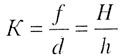 K = f/d = H/h